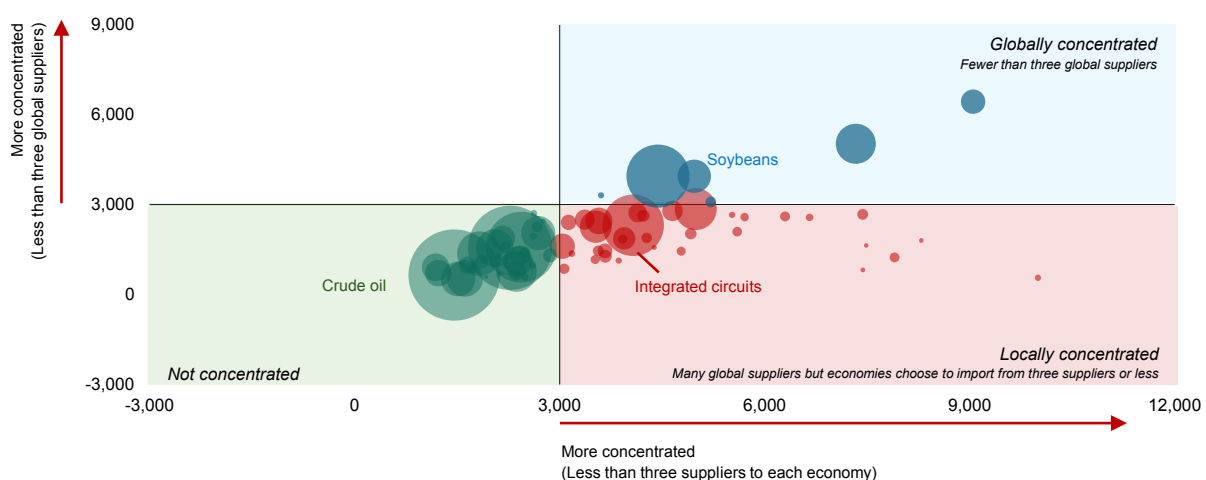 More concentrated
(Less than three global suppliers)
9,000
6,000
3,000
0
-3,000
Globally concentrated
Fewer than three global suppliers
Soybeans
Crude oil
Integrated circuits
Not concentrated
Locally concentrated
Many global suppliers but economies choose to import from three suppliers or less
-3,000 0 3,000 6,000 9,000 12,000
More concentrated
(Less than three suppliers to each economy)